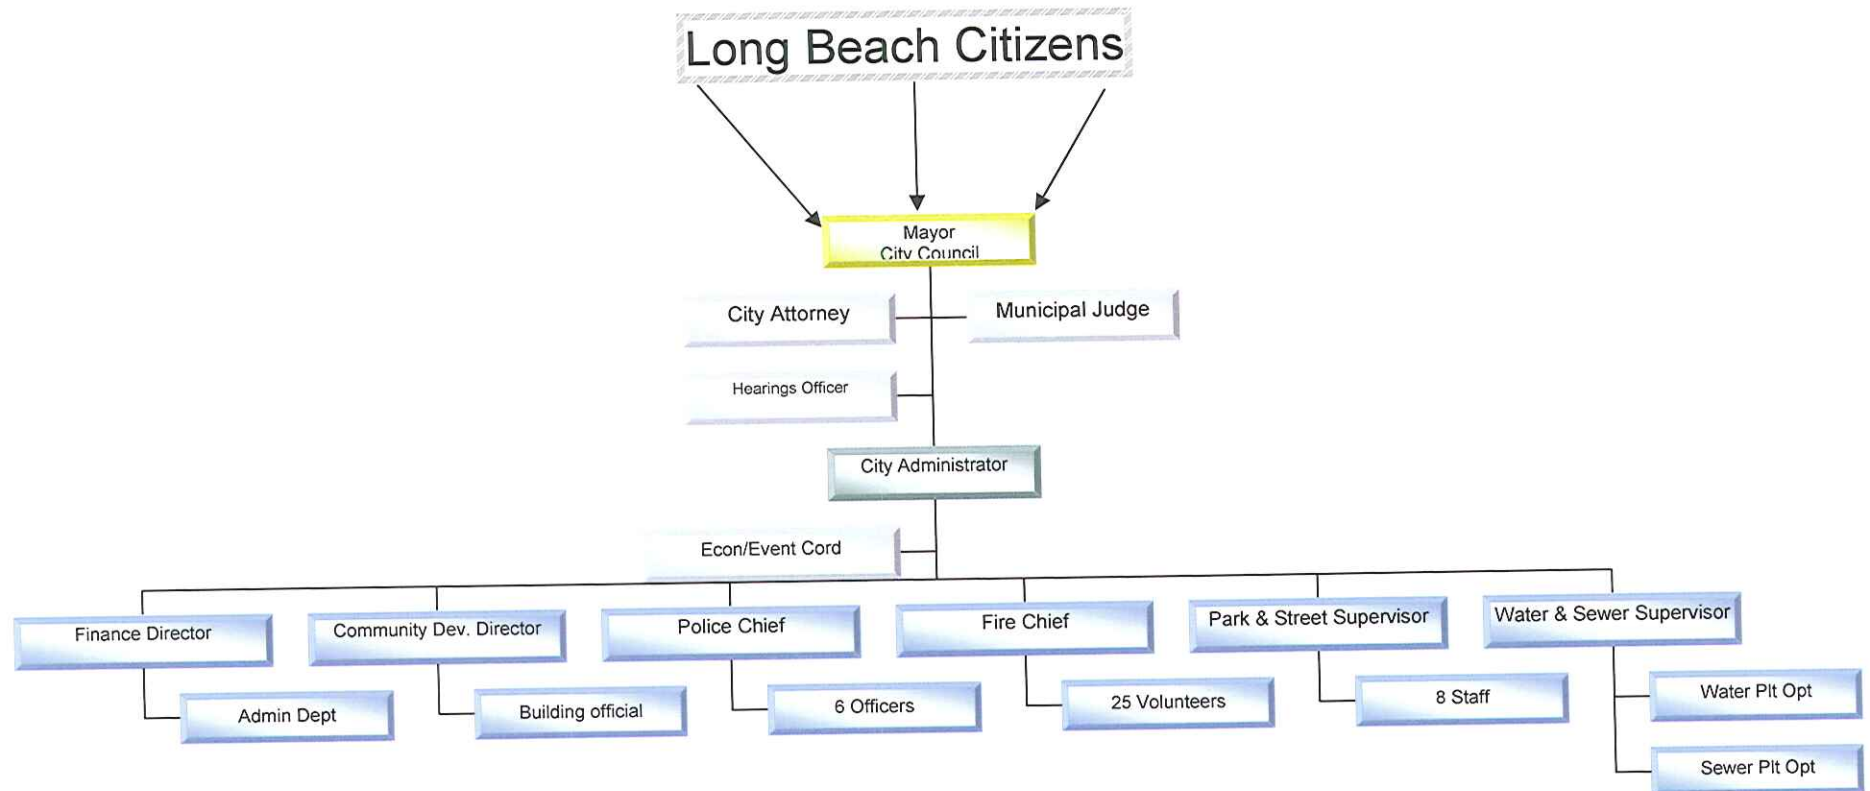 Long Beach Citizens
Mayor
City Council
City Attorney
Municipal Judge
Hearings Officer
City Administrator
Econ/Event Cord
Finance Director
Community Dev. Director
Police Chief
Fire Chief
Park & Street Supervisor
Water & Sewer Supervisor
Admin Dept
Building official
6 Officers
25 Volunteers
8 Staff
Water Plt Opt
Sewer Plt Opt